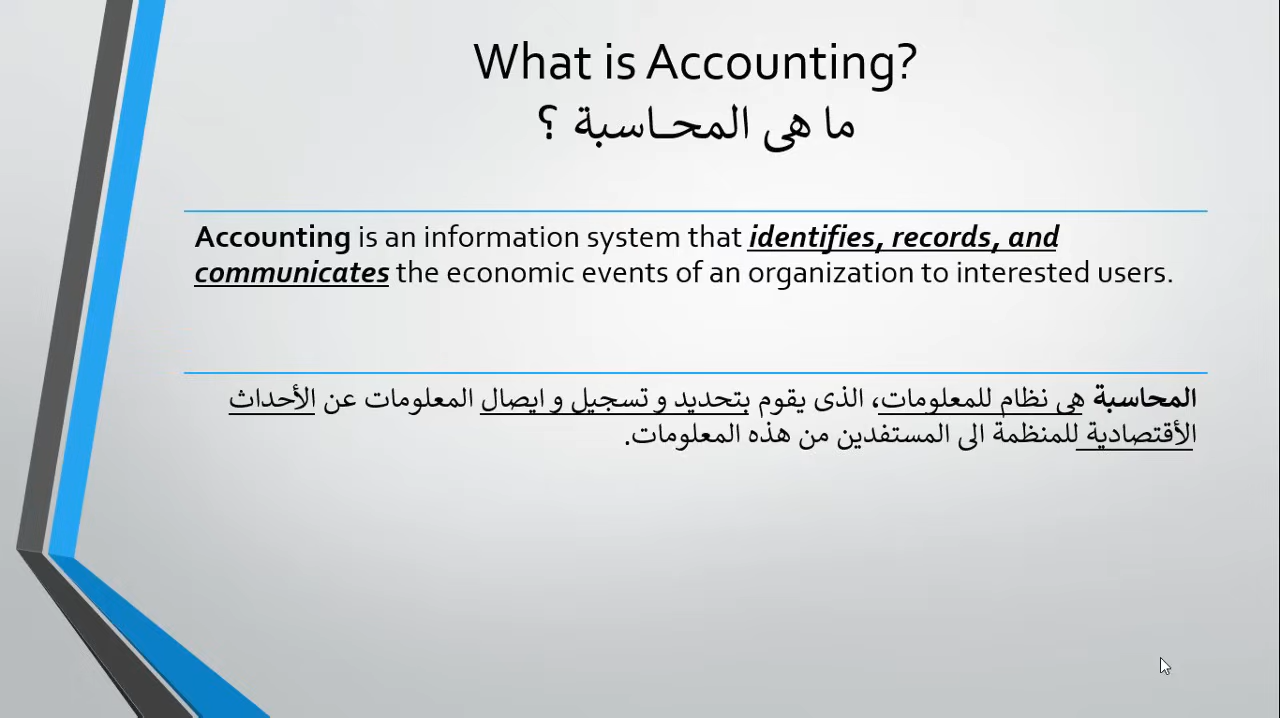 What is Accounting?
ما هى المحـاسبة ؟
Accounting is an information system that identifies, records, and
communicates the economic events of an organization to interested users.
المحاسبة هى نظام للمعلومات، الذى يقوم بتحديد و تسجيل و ايصال المعلومات عن الأحداث
الأقتصادية للمنظمة الى المستفدين من هذه المعلومات.